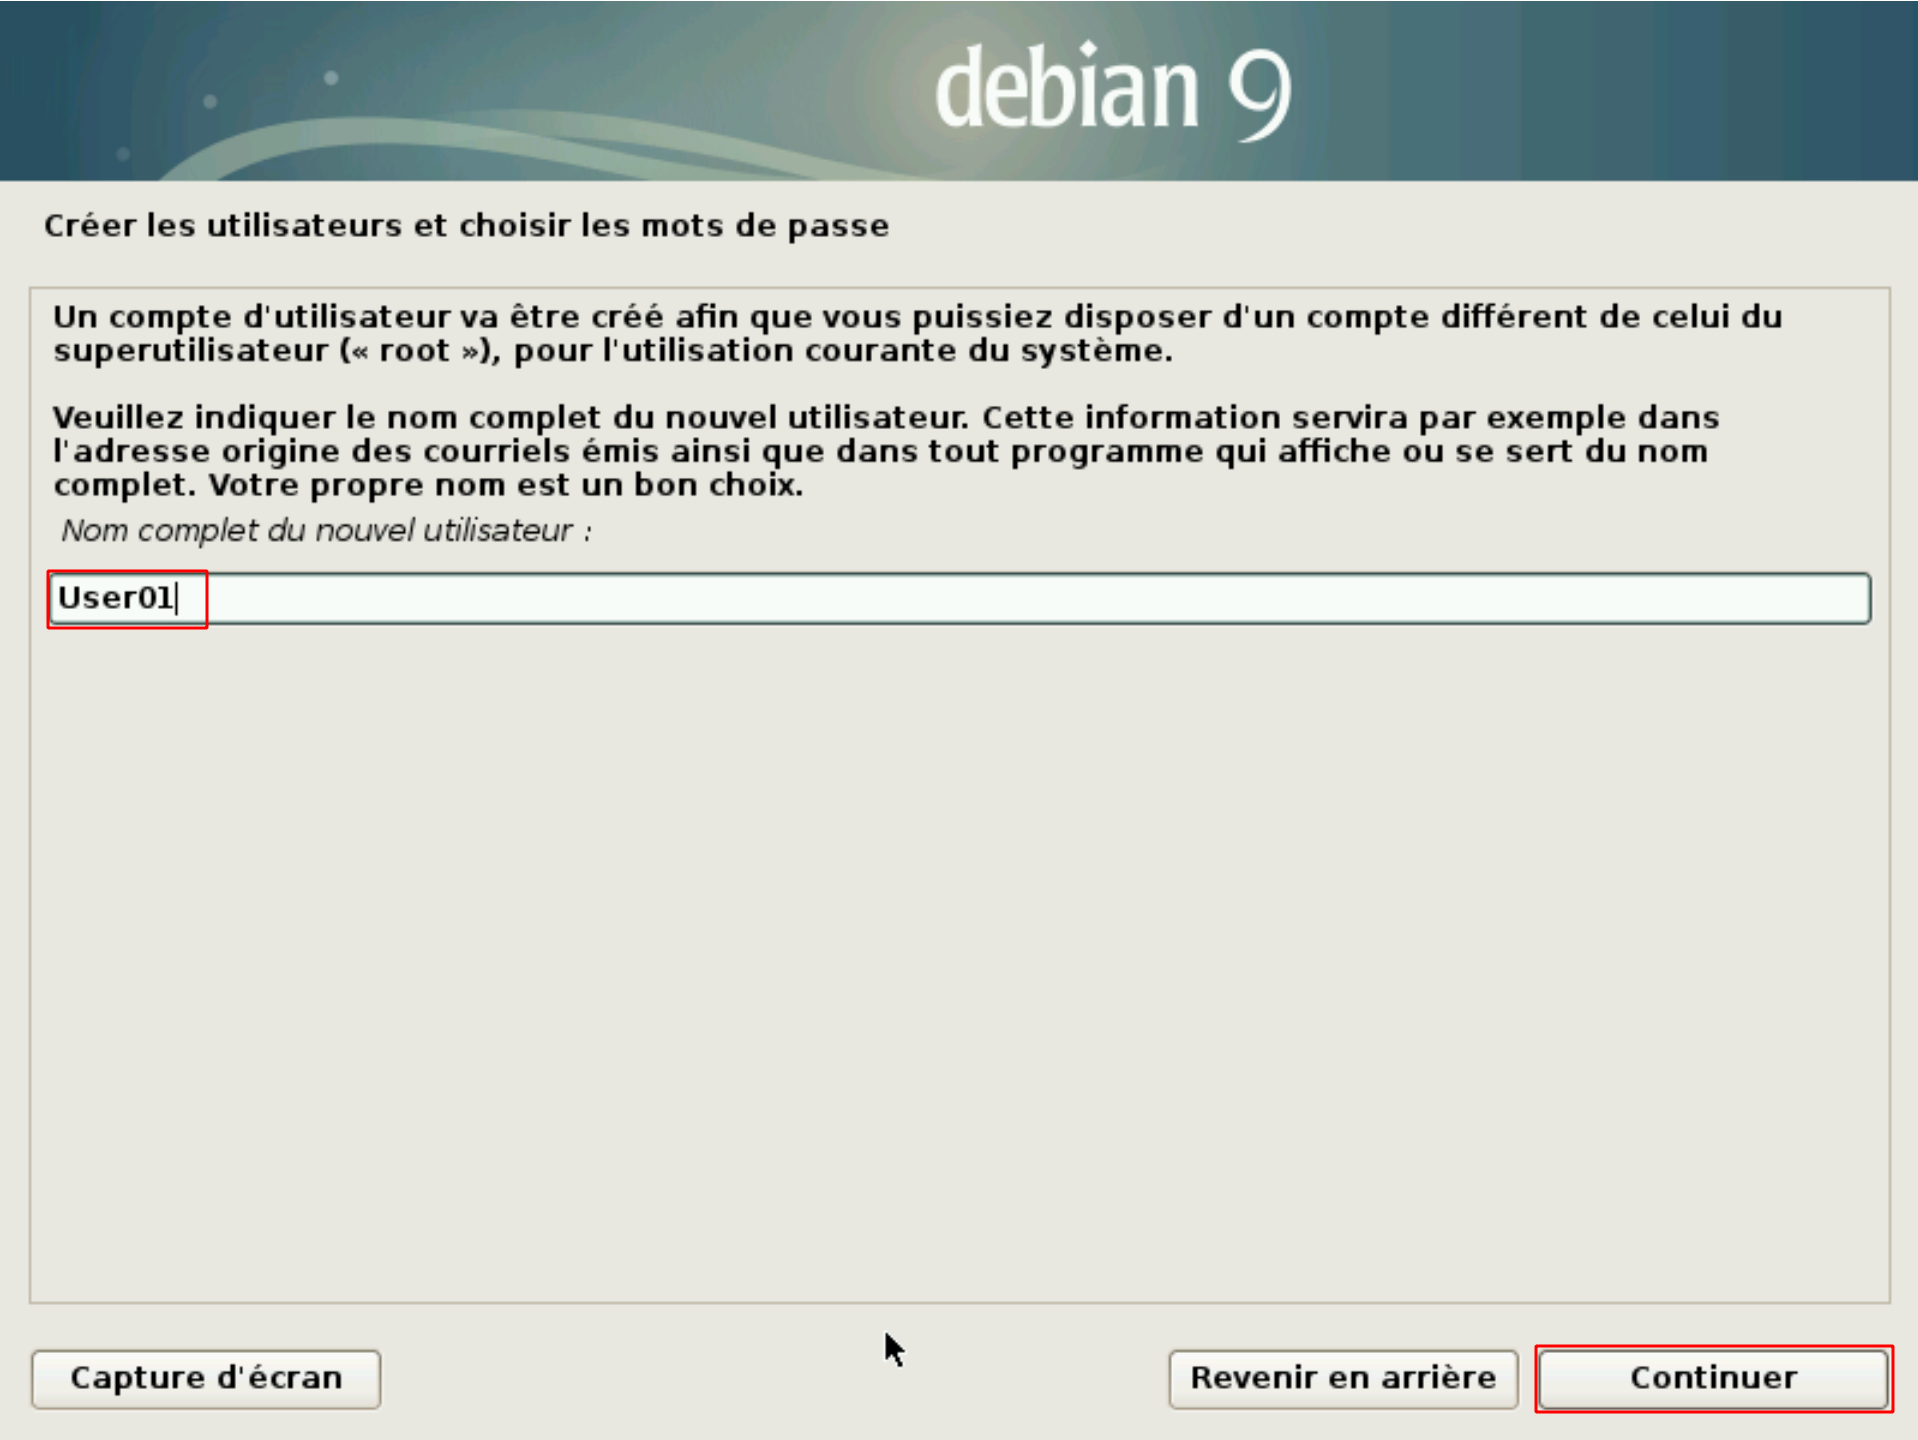 debian 9
Créer les utilisateurs et choisir les mots de passe
Un compte d'utilisateur va être créé afin que vous puissiez disposer d'un compte différent de celui du
superutilisateur (« root »), pour l'utilisation courante du système.
Veuillez indiquer le nom complet du nouvel utilisateur. Cette information servira par exemple dans
l'adresse origine des courriels émis ainsi que dans tout programme qui affiche ou se sert du nom
complet. Votre propre nom est un bon choix.
Nom complet du nouvel utilisateur :
User01
Capture d'écran
Revenir en arrière
Continuer